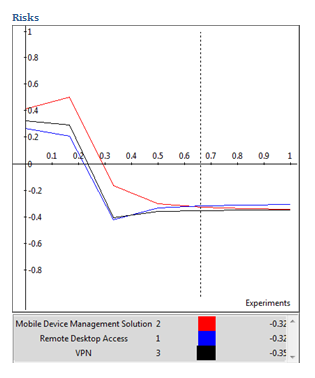 Risks
1
0.8
0.6
0.4
0.2
0
0.1 0.2 0.3 0.4 0.5 0.6 0.7 0.8 0.9 1
-0.2
-0.4
-0.6
-0.8
Experiments
Mobile Device Management Solution 2 -0.32
Remote Desktop Access 1 -0.32
VPN 3 -0.35